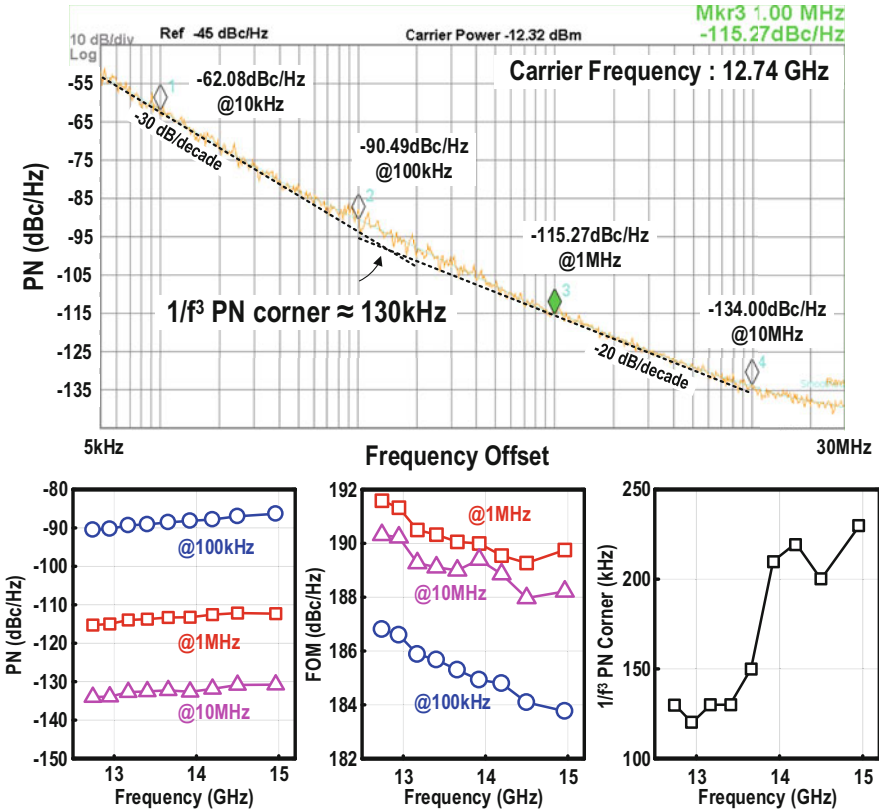 Mkr3 1.00 MHz
10 dB/div Ref -45 dBc/Hz Carrier Power -12.32 dBm -115.27dBc/Hz
Log
Carrier Frequency : 12.74 GHz
-55
-65
-75
-85
-95
-105
-115
-125
-135
PN (dBc/Hz)
1
-62.08dBc/Hz
@10kHz
-30 dB/decade
-90.49dBc/Hz
@100kHz
2
-115.27dBc/Hz
@1MHz
3
1/f³ PN corner ≈ 130kHz
-134.00dBc/Hz
@10MHz
4
-20 dB/decade
5kHz
Frequency Offset
30MHz
-80
-90
-100
-110
-120
-130
-140
-150
PN (dBc/Hz)
@100kHz
@1MHz
@10MHz
13 14 15
Frequency (GHz)
192
190
188
186
184
182
FOM (dBc/Hz)
@1MHz
@10MHz
@100kHz
13 14 15
Frequency (GHz)
250
200
150
100
1/f³ PN Corner (kHz)
13 14 15
Frequency (GHz)